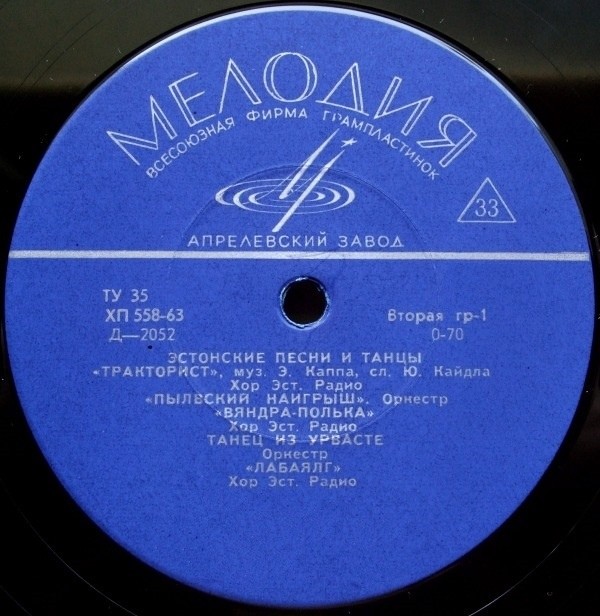 МЕЛОДИЯ
ВСЕСОЮЗНАЯ ФИРМА ГРАМПЛАСТИНОК
33
АПРЕЛЕВСКИЙ ЗАВОД
ТУ 35
ХП 558-63
Д—2052
Вторая гр-1
0-70
ЭСТОНСКИЕ ПЕСНИ И ТАНЦЫ
«ТРАКТОРИСТ», муз. Э. Каппа, сл. Ю. Кайдла
Хор Эст. Радио
«ПЫЛВСКИЙ НАИГРЫШ». Оркестр
«ВЯНДРА-ПОЛЬКА»
Хор Эст. Радио
ТАНЕЦ ИЗ УРВАСТЕ
Оркестр
«ЛАБАЯЛГ»
Хор Эст. Радио